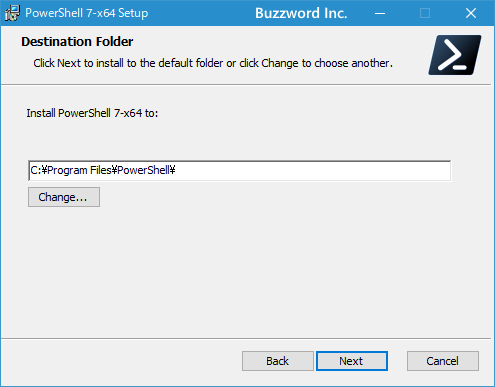 PowerShell 7-x64 Setup Buzzword Inc.
Destination Folder
Click Next to install to the default folder or click Change to choose another.
Install PowerShell 7-x64 to:
C:¥Program Files¥PowerShell¥
Change...
Back Next Cancel